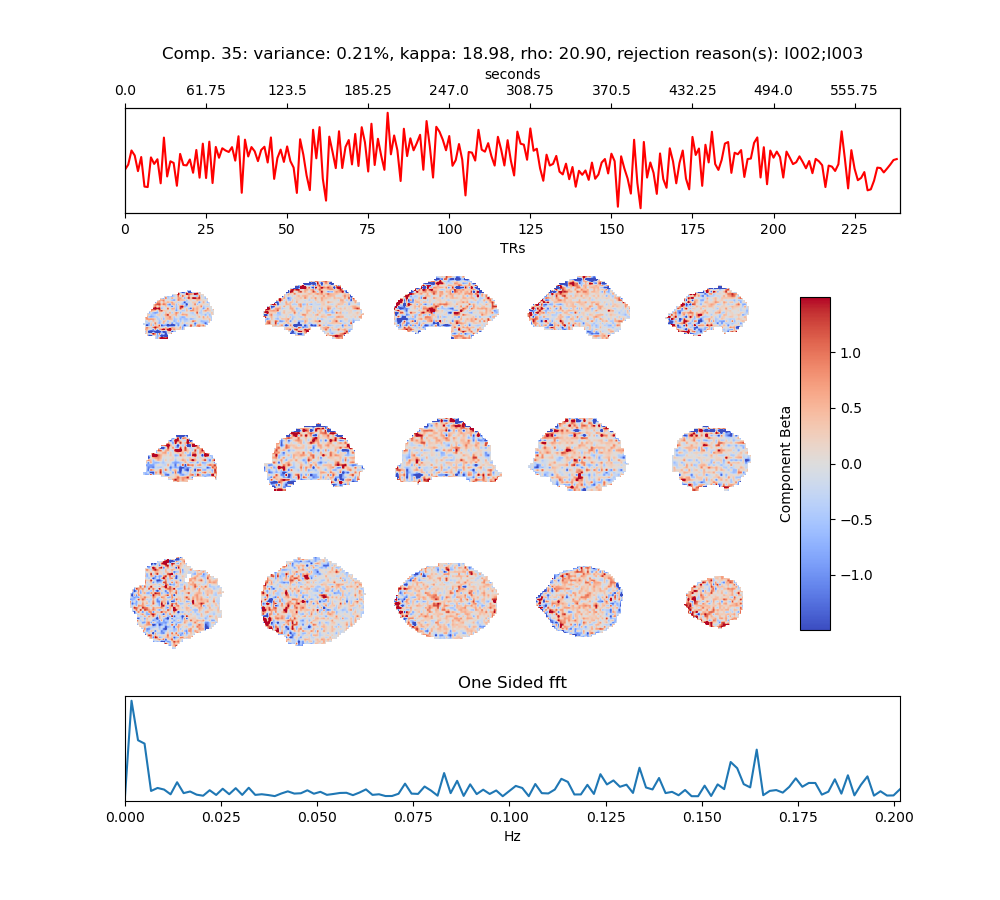 Comp. 35: variance: 0.21%, kappa: 18.98, rho: 20.90, rejection reason(s): I002;I003
seconds
0.0 61.75 123.5 185.25 247.0 308.75 370.5 432.25 494.0 555.75
0 25 50 75 100 125 150 175 200 225
TRs
1.0
0.5
0.0
−0.5
−1.0
Component Beta
One Sided fft
0.000 0.025 0.050 0.075 0.100 0.125 0.150 0.175 0.200
Hz